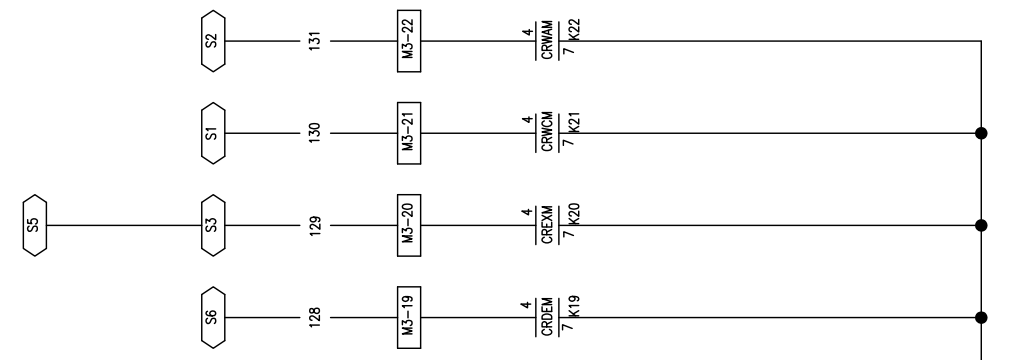 S2
131
M3-22
4
CRWAM
7
K22
S1
130
M3-21
4
CRWCM
7
K21
S5
S3
129
M3-20
4
CREXM
7
K20
S6
128
M3-19
4
CRDEM
7
K19